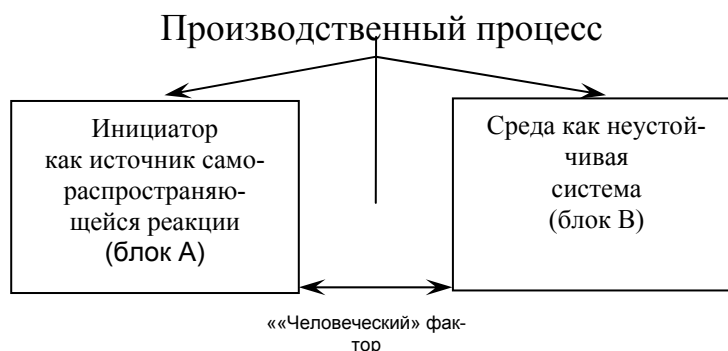 Производственный процесс
Инициатор
как источник само-
распространяю-
щейся реакции
(блок А)
Среда как неустой-
чивая
система
(блок В)
««Человеческий» фак-
тор